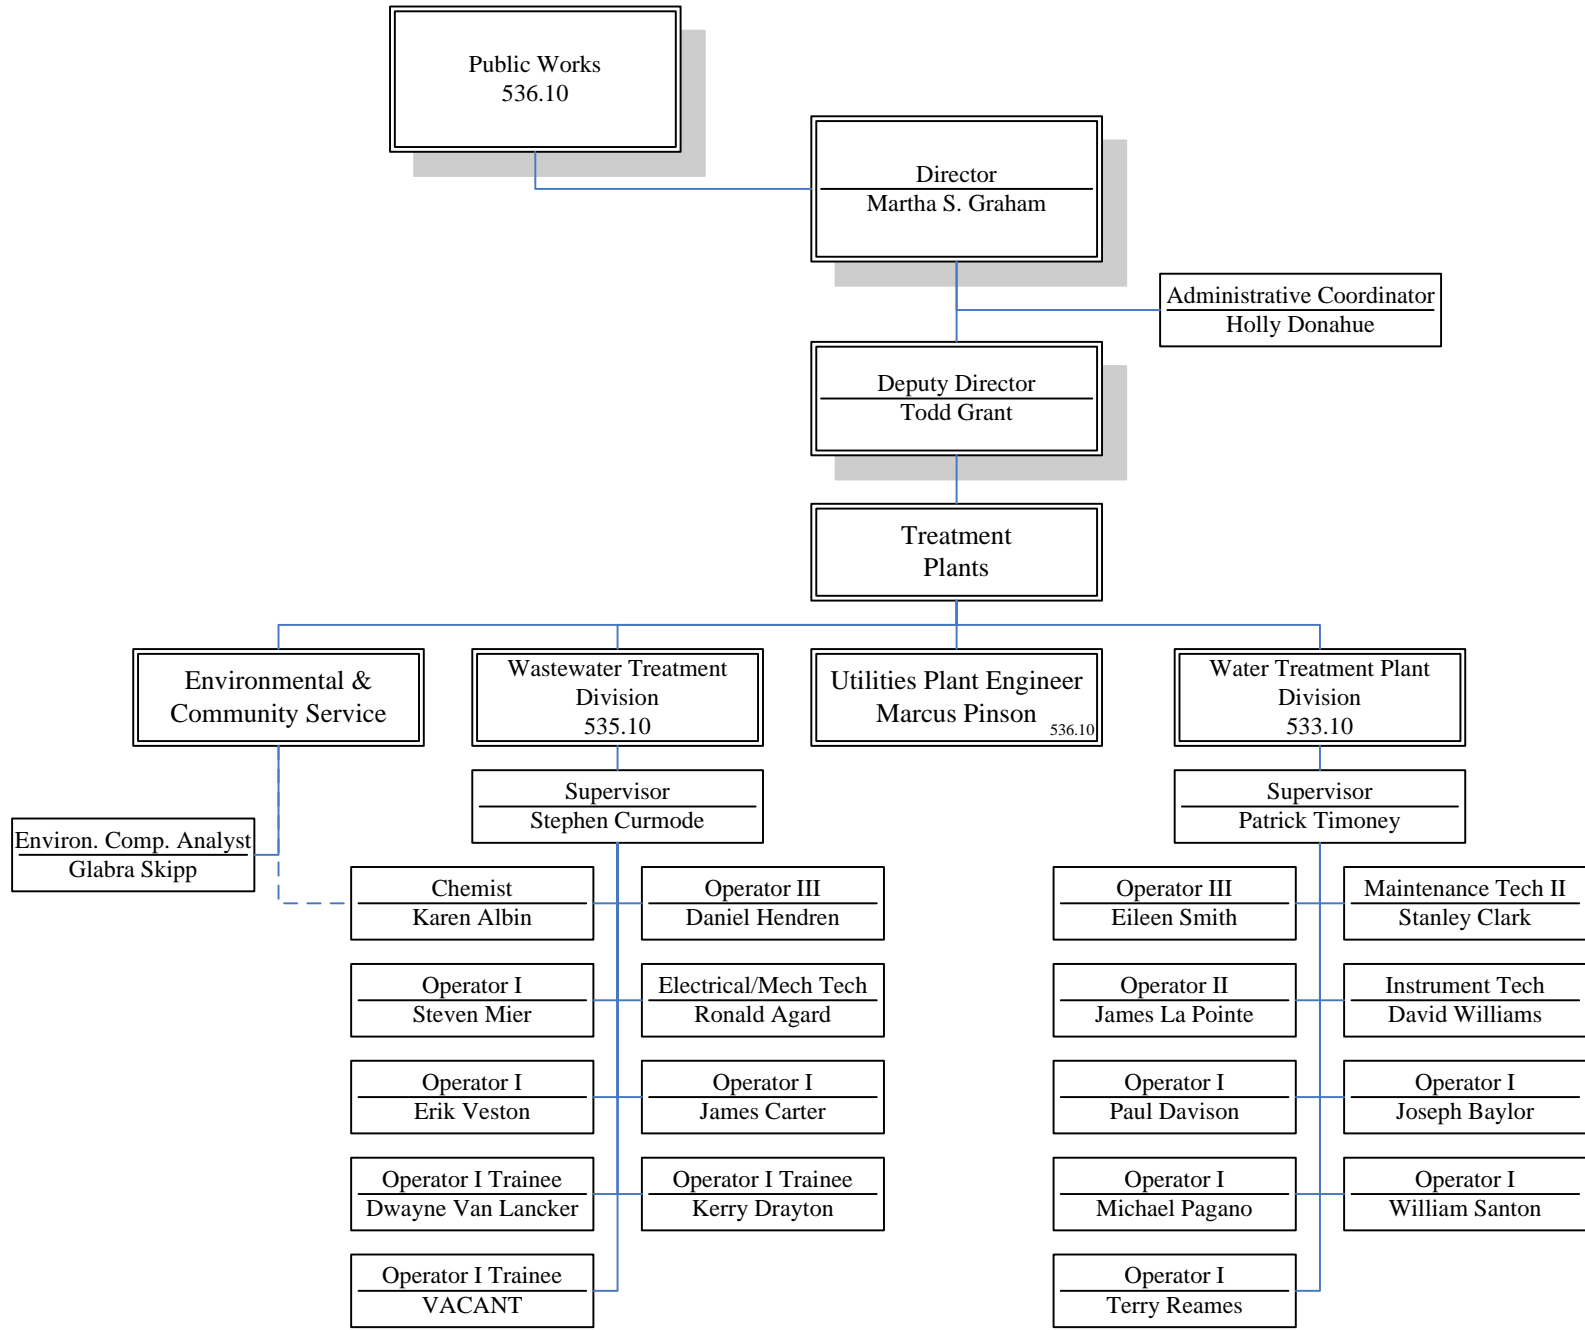 Public Works
536.10
Director
Martha S. Graham
Administrative Coordinator
Holly Donahue
Deputy Director
Todd Grant
Treatment
Plants
Environmental &
Community Service
Wastewater Treatment
Division
535.10
Utilities Plant Engineer
Marcus Pinson
536.10
Water Treatment Plant
Division
533.10
Supervisor
Stephen Curmode
Supervisor
Patrick Timoney
Environ. Comp. Analyst
Glabra Skipp
Chemist
Karen Albin
Operator III
Daniel Hendren
Operator III
Eileen Smith
Maintenance Tech II
Stanley Clark
Operator I
Steven Mier
Electrical/Mech Tech
Ronald Agard
Operator II
James La Pointe
Instrument Tech
David Williams
Operator I
Erik Veston
Operator I
James Carter
Operator I
Paul Davison
Operator I
Joseph Baylor
Operator I Trainee
Dwayne Van Lancker
Operator I Trainee
Kerry Drayton
Operator I
Michael Pagano
Operator I
William Santon
Operator I Trainee
VACANT
Operator I
Terry Reames